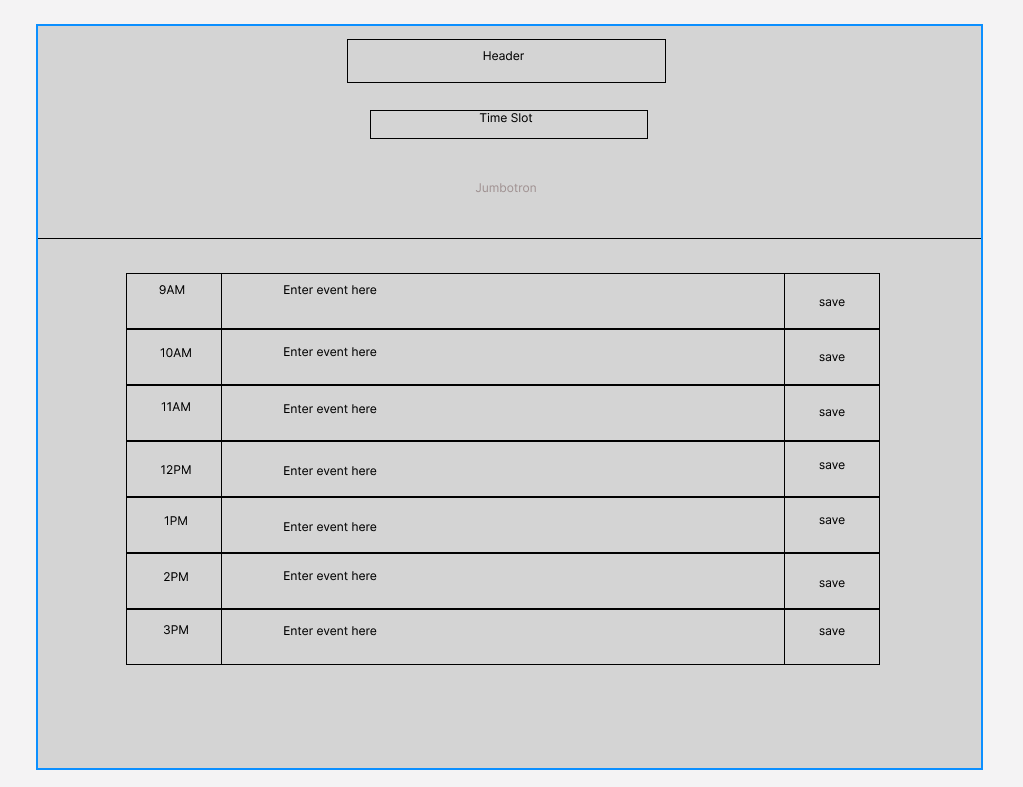 Header
Time Slot
Jumbotron
9AM Enter event here save
10AM Enter event here save
11AM Enter event here save
12PM Enter event here save
1PM Enter event here save
2PM Enter event here save
3PM Enter event here save